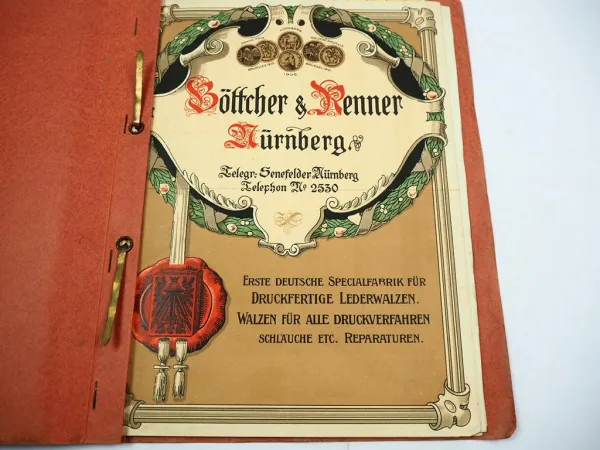 1906
Böttcher & Renner
Nürnberg
Telegr: Senefelder Nürnberg
Telephon Nº 2530
ERSTE DEUTSCHE SPECIALFABRIK FÜR
DRUCKFERTIGE LEDERWALZEN.
WALZEN FÜR ALLE DRUCKVERFAHREN
SCHLÄUCHE ETC. REPARATUREN.